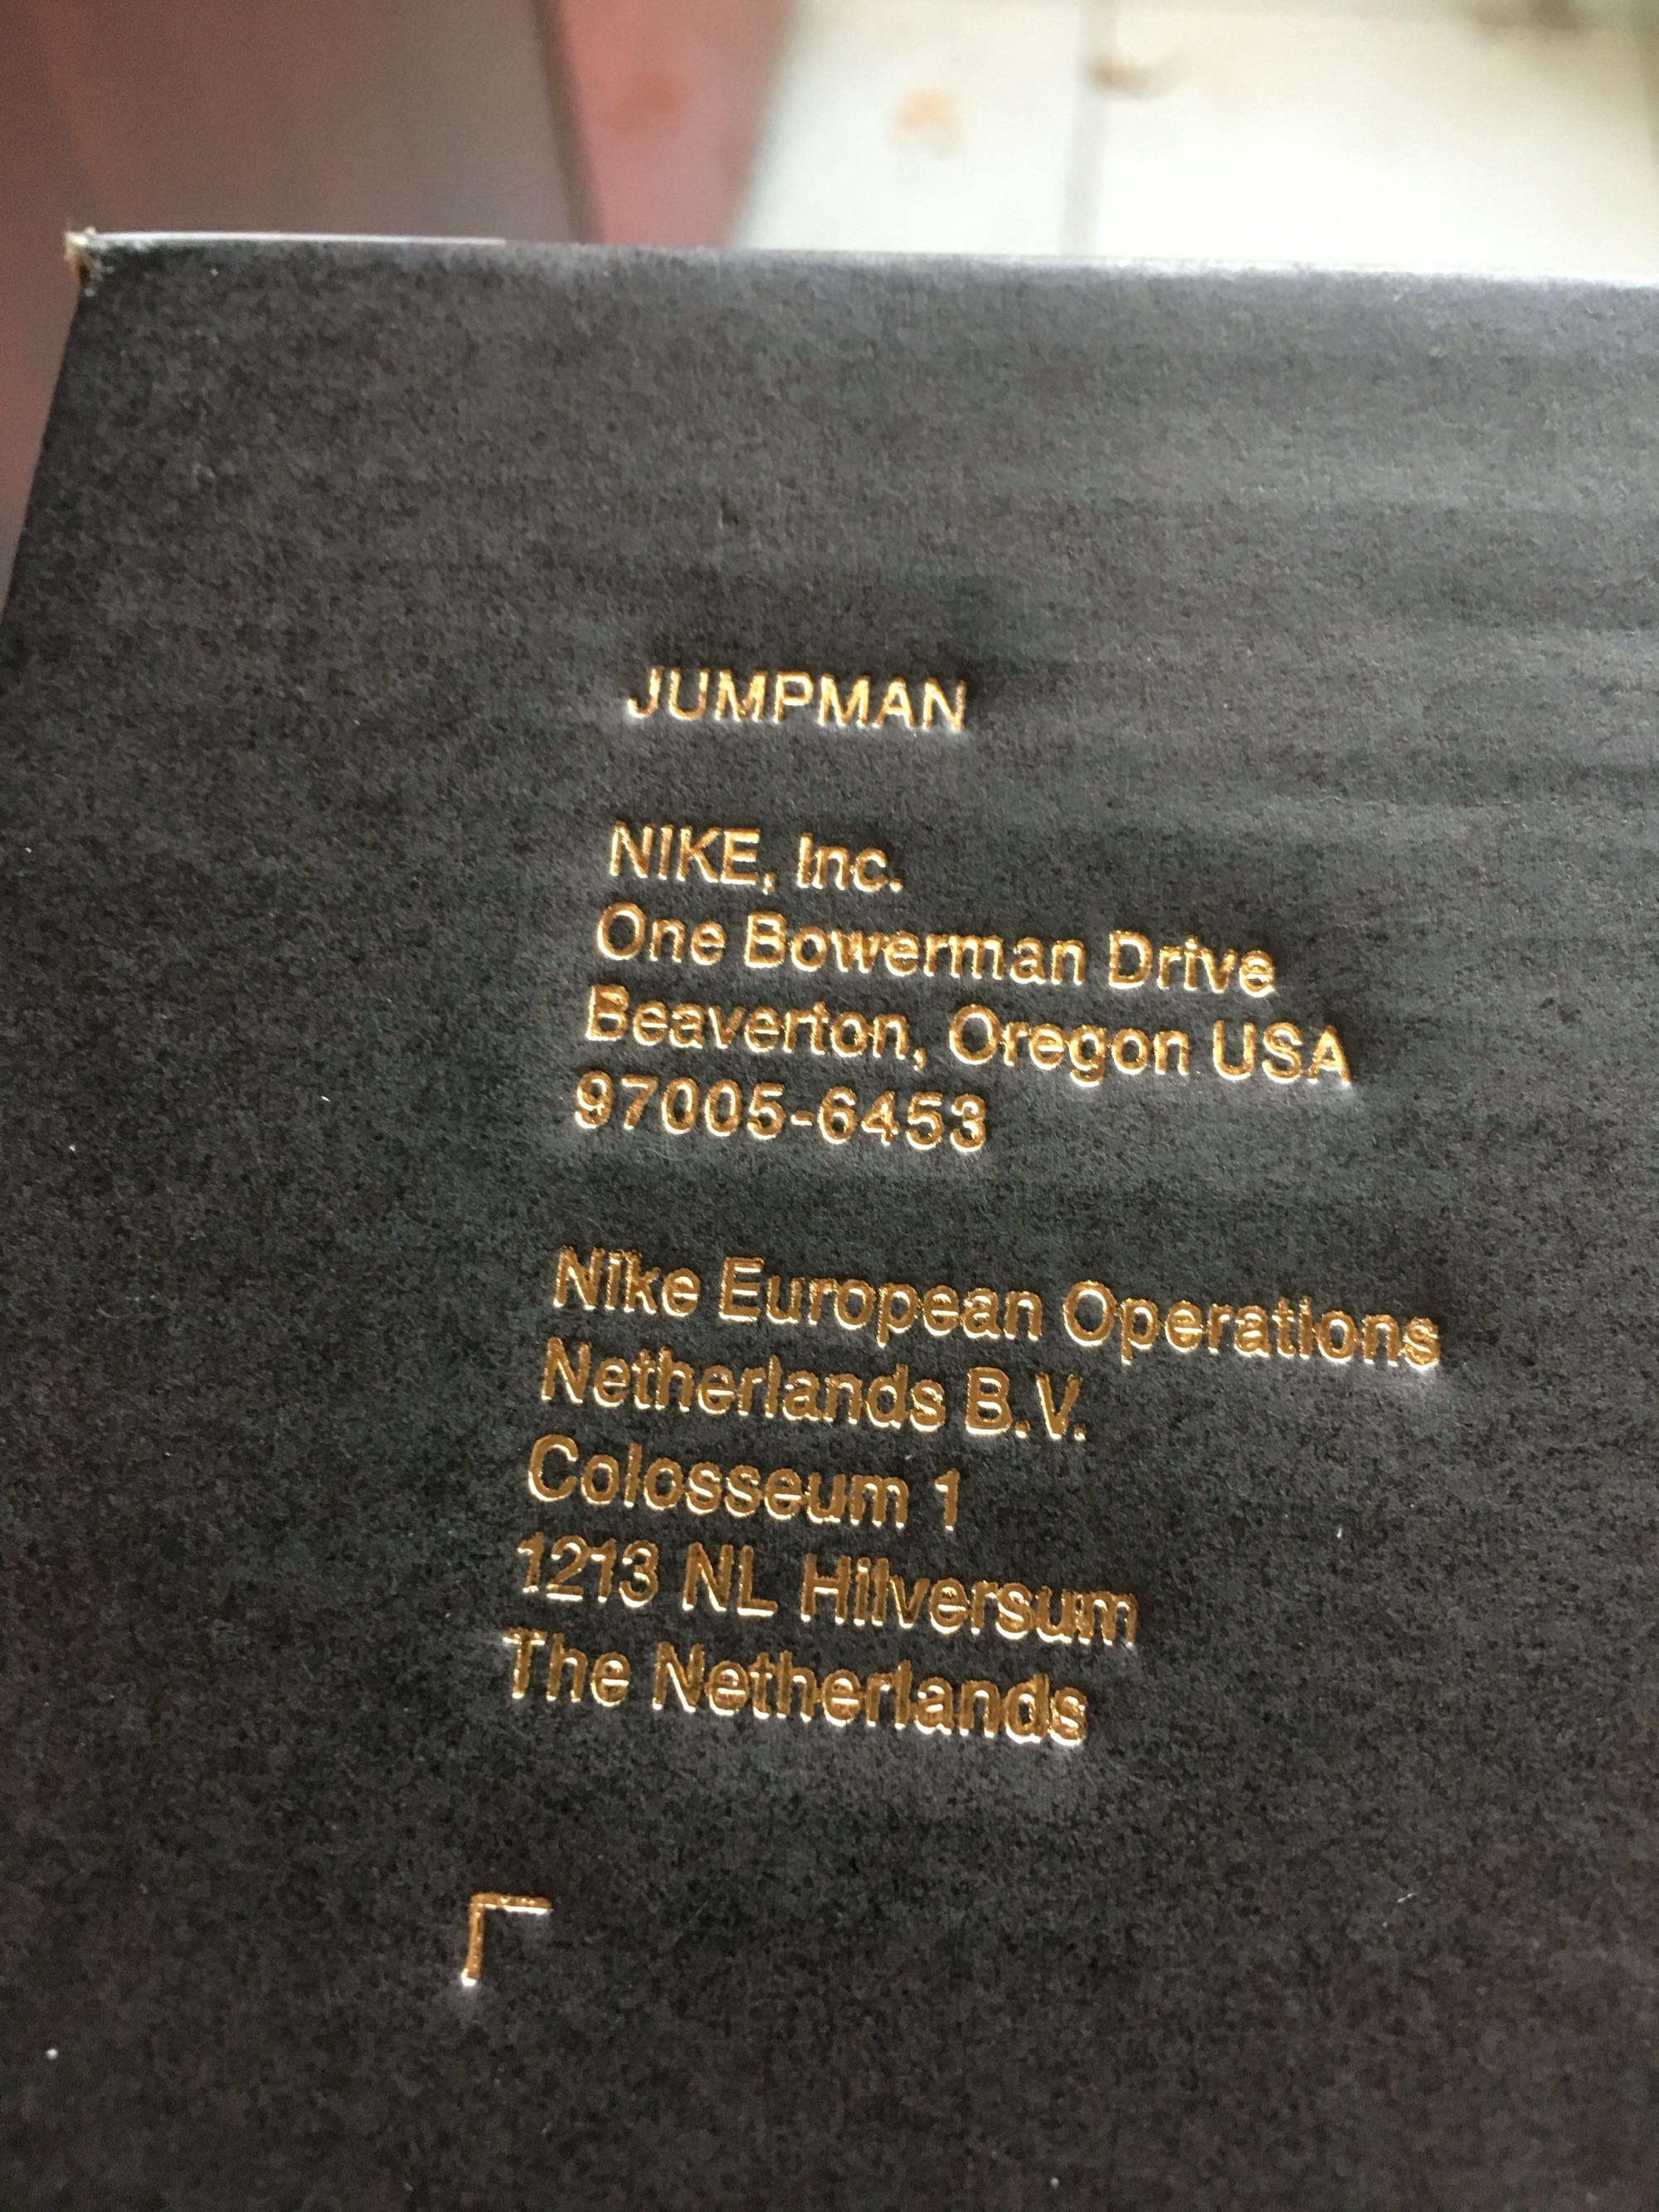 JUMPMAN
NIKE, Inc.
One Bowerman Drive
Beaverton, Oregon USA
97005-6453
Nike European Operations
Netherlands B.V.
Colosseum 1
1213 NL Hilversum
The Netherlands